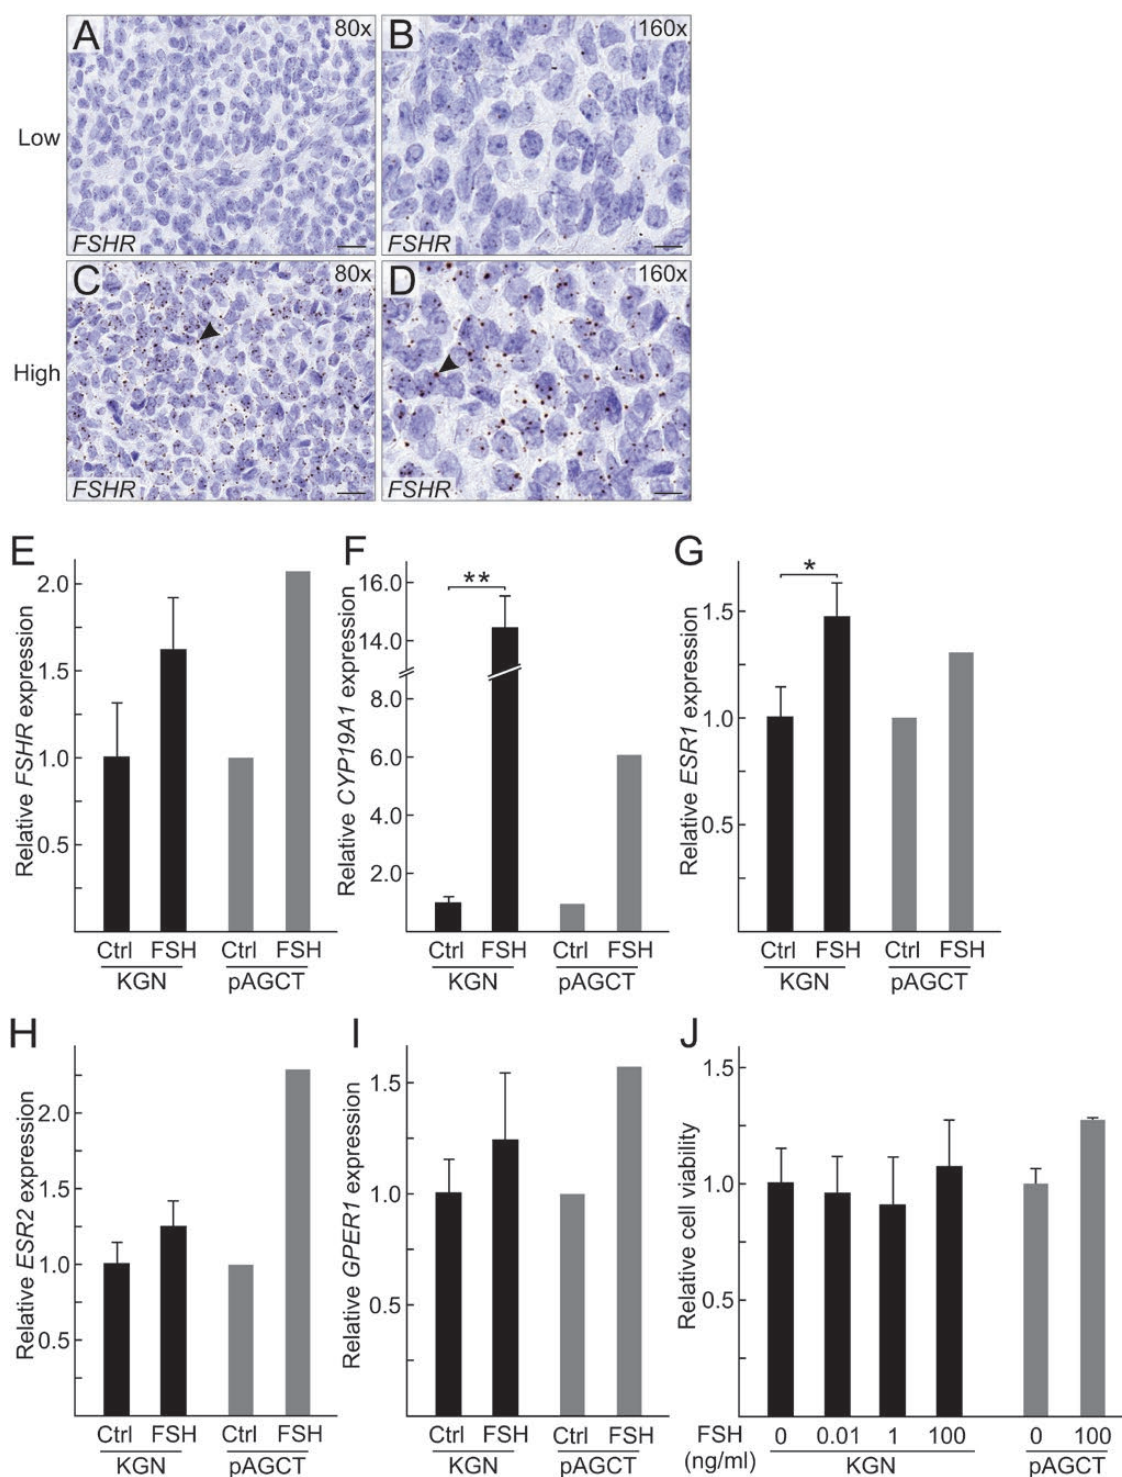 A 80x
B 160x
Low
FSHR
FSHR
C 80x
D 160x
High
FSHR
FSHR
E
Relative FSHR expression
2.0
1.5
1.0
0.5
Ctrl FSH Ctrl FSH
KGN pAGCT
F
Relative CYP19A1 expression
16.0
14.0
8.0
6.0
4.0
2.0
**
Ctrl FSH Ctrl FSH
KGN pAGCT
G
Relative ESR1 expression
1.5
1.0
0.5
*
Ctrl FSH Ctrl FSH
KGN pAGCT
H
Relative ESR2 expression
2.0
1.5
1.0
0.5
Ctrl FSH Ctrl FSH
KGN pAGCT
I
Relative GPER1 expression
1.5
1.0
0.5
Ctrl FSH Ctrl FSH
KGN pAGCT
J
Relative cell viability
1.5
1.0
0.5
FSH 0 0.01 1 100 0 100
(ng/ml) KGN pAGCT